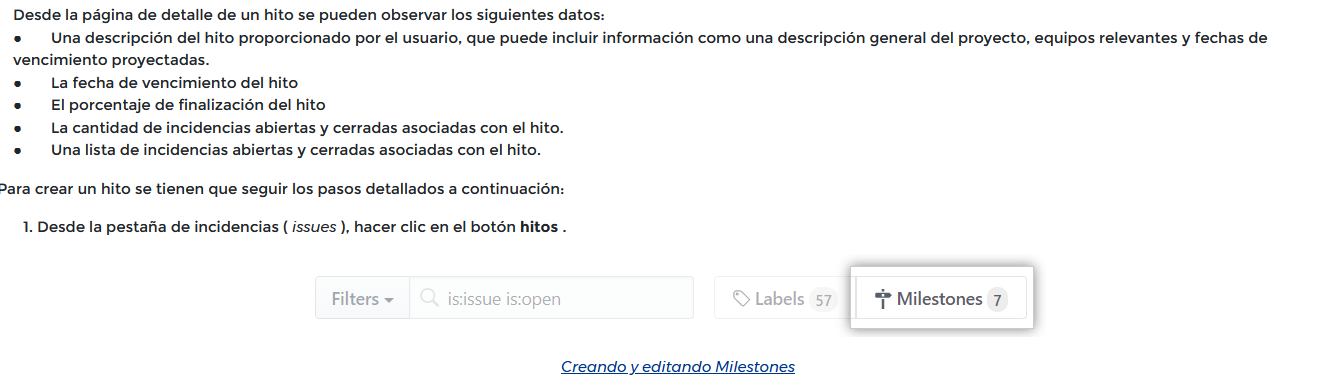 Desde la página de detalle de un hito se pueden observar los siguientes datos:
● Una descripción del hito proporcionado por el usuario, que puede incluir información como una descripción general del proyecto, equipos relevantes y fechas de
vencimiento proyectadas.
● La fecha de vencimiento del hito
● El porcentaje de finalización del hito
● La cantidad de incidencias abiertas y cerradas asociadas con el hito.
● Una lista de incidencias abiertas y cerradas asociadas con el hito.
Para crear un hito se tienen que seguir los pasos detallados a continuación:
1. Desde la pestaña de incidencias ( issues ), hacer clic en el botón hitos .
Filters is:issue is:open Labels 57 Milestones 7
Creando y editando Milestones